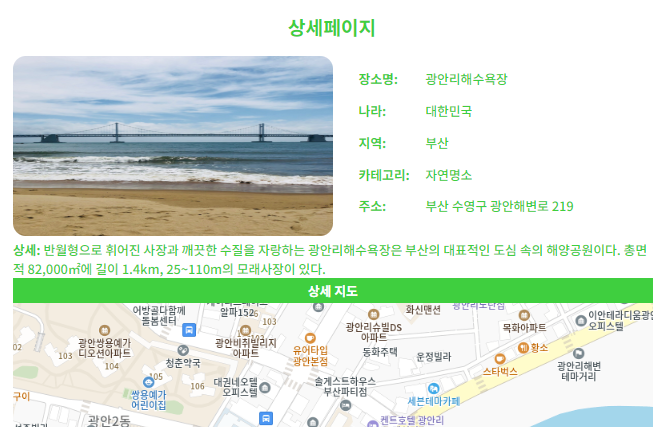 상세페이지
장소명: 광안리해수욕장
나라: 대한민국
지역: 부산
카테고리: 자연명소
주소: 부산 수영구 광안해변로 219
상세: 반월형으로 휘어진 사장과 깨끗한 수질을 자랑하는 광안리해수욕장은 부산의 대표적인 도심 속의 해양공원이다. 총면
적 82,000㎡에 길이 1.4km, 25~110m의 모래사장이 있다.
상세 지도
어방골다함께
돌봄센터
알파152
103
화신맨션
광안쌍용예가
디오션아파트
102
103
104
광안비취빌리지
아파트
광안리슈빌DS
아파트
목화아파트
이안테라디움광안
오피스텔
청춘약국
유어타입
광안본점
동화주택
운정빌라
황소
스타벅스
광안리해변
테마거리
105
106
대권네오텔
오피스텔
솔게스트하우스
부산파티점
쌍용예가
어린이집
세븐테마카페
구이
광안2동
켄트호텔 광안리